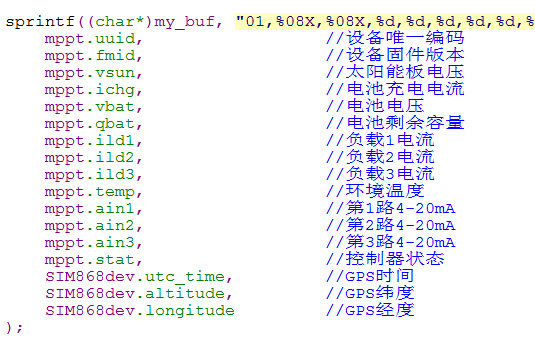 sprintf((char*)my_buf, "01,%08X,%08X,%d,%d,%d,%d,%d,%
mppt.uuid, //设备唯一编码
mppt.fmid, //设备固件版本
mppt.vsun, //太阳能板电压
mppt.ichg, //电池充电电流
mppt.vbat, //电池电压
mppt.qbat, //电池剩余容量
mppt.ild1, //负载1电流
mppt.ild2, //负载2电流
mppt.ild3, //负载3电流
mppt.temp, //环境温度
mppt.ain1, //第1路4-20mA
mppt.ain2, //第2路4-20mA
mppt.ain3, //第3路4-20mA
mppt.stat, //控制器状态
SIM868dev.utc_time, //GPS时间
SIM868dev.altitude, //GPS纬度
SIM868dev.longitude //GPS经度
);